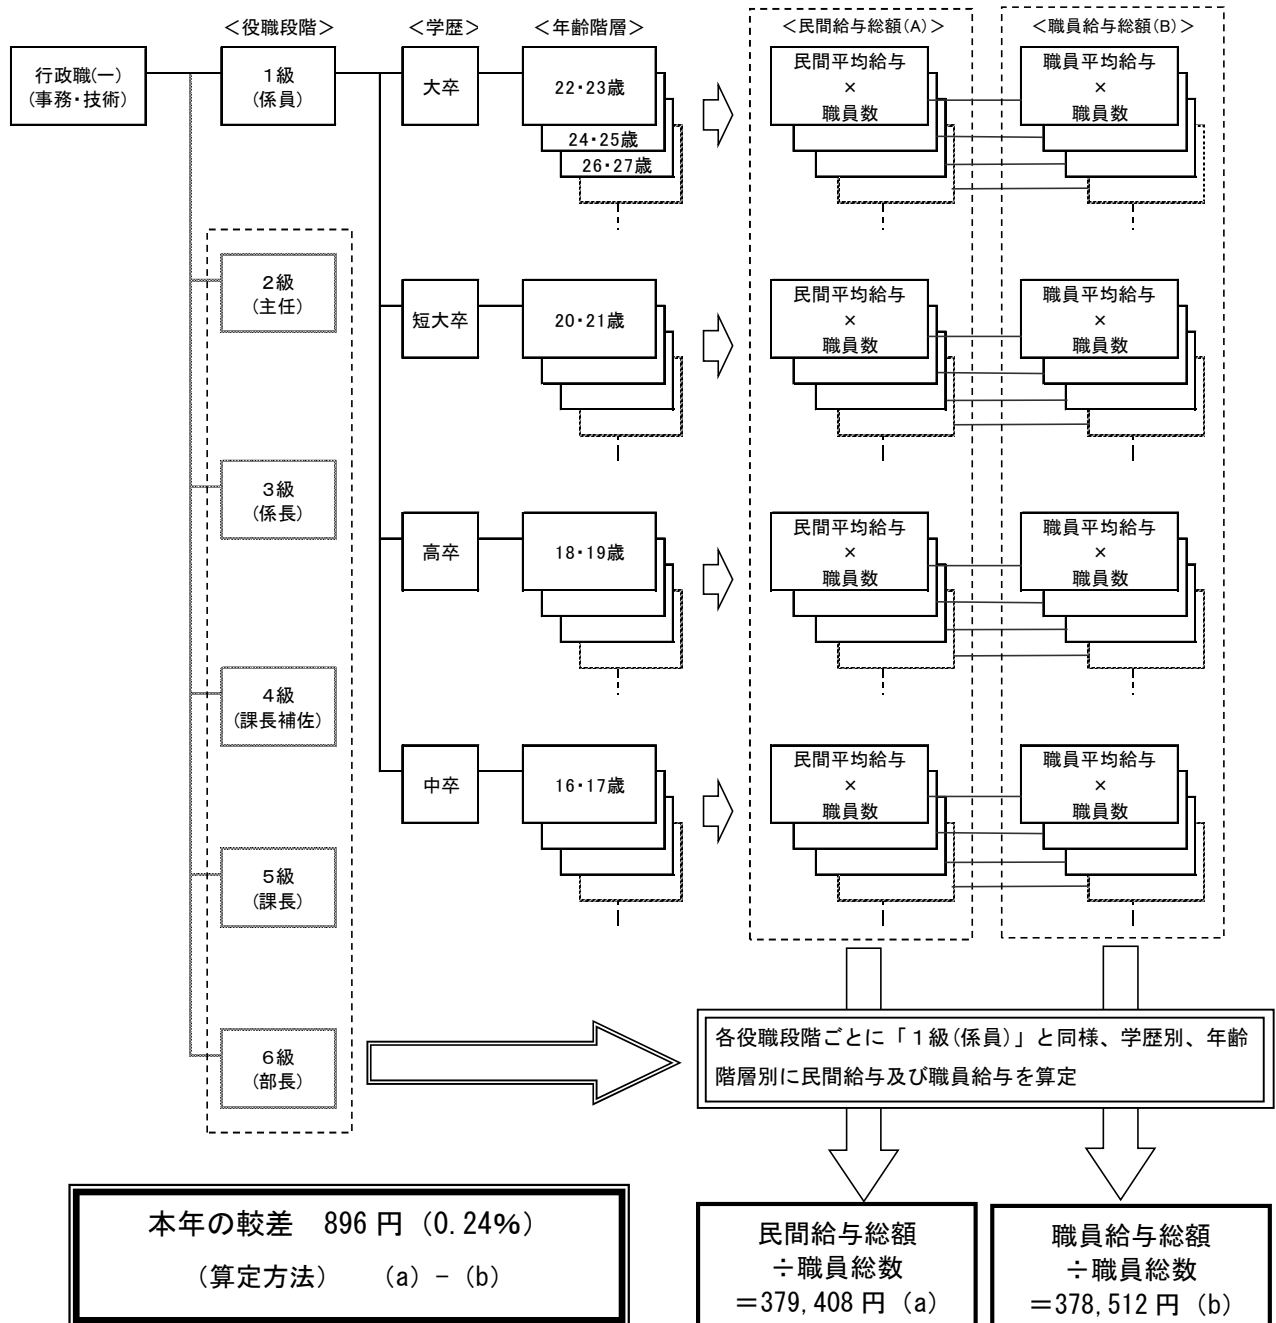 ＜役職段階＞
＜学歴＞
＜年齢階層＞
＜民間給与総額(A)＞
＜職員給与総額(B)＞
行政職(一)
(事務・技術)
１級
(係員)
大卒
22・23歳
24・25歳
26・27歳
民間平均給与
×
職員数
職員平均給与
×
職員数
２級
(主任)
短大卒
20・21歳
民間平均給与
×
職員数
職員平均給与
×
職員数
３級
(係長)
高卒
18・19歳
民間平均給与
×
職員数
職員平均給与
×
職員数
４級
(課長補佐)
中卒
16・17歳
民間平均給与
×
職員数
職員平均給与
×
職員数
５級
(課長)
６級
(部長)
各役職段階ごとに「１級(係員)」と同様、学歴別、年齢
階層別に民間給与及び職員給与を算定
本年の較差　896 円（0.24%）
（算定方法）　（a）－（b）
民間給与総額
÷職員総数
＝379,408 円（a）
職員給与総額
÷職員総数
＝378,512 円（b）